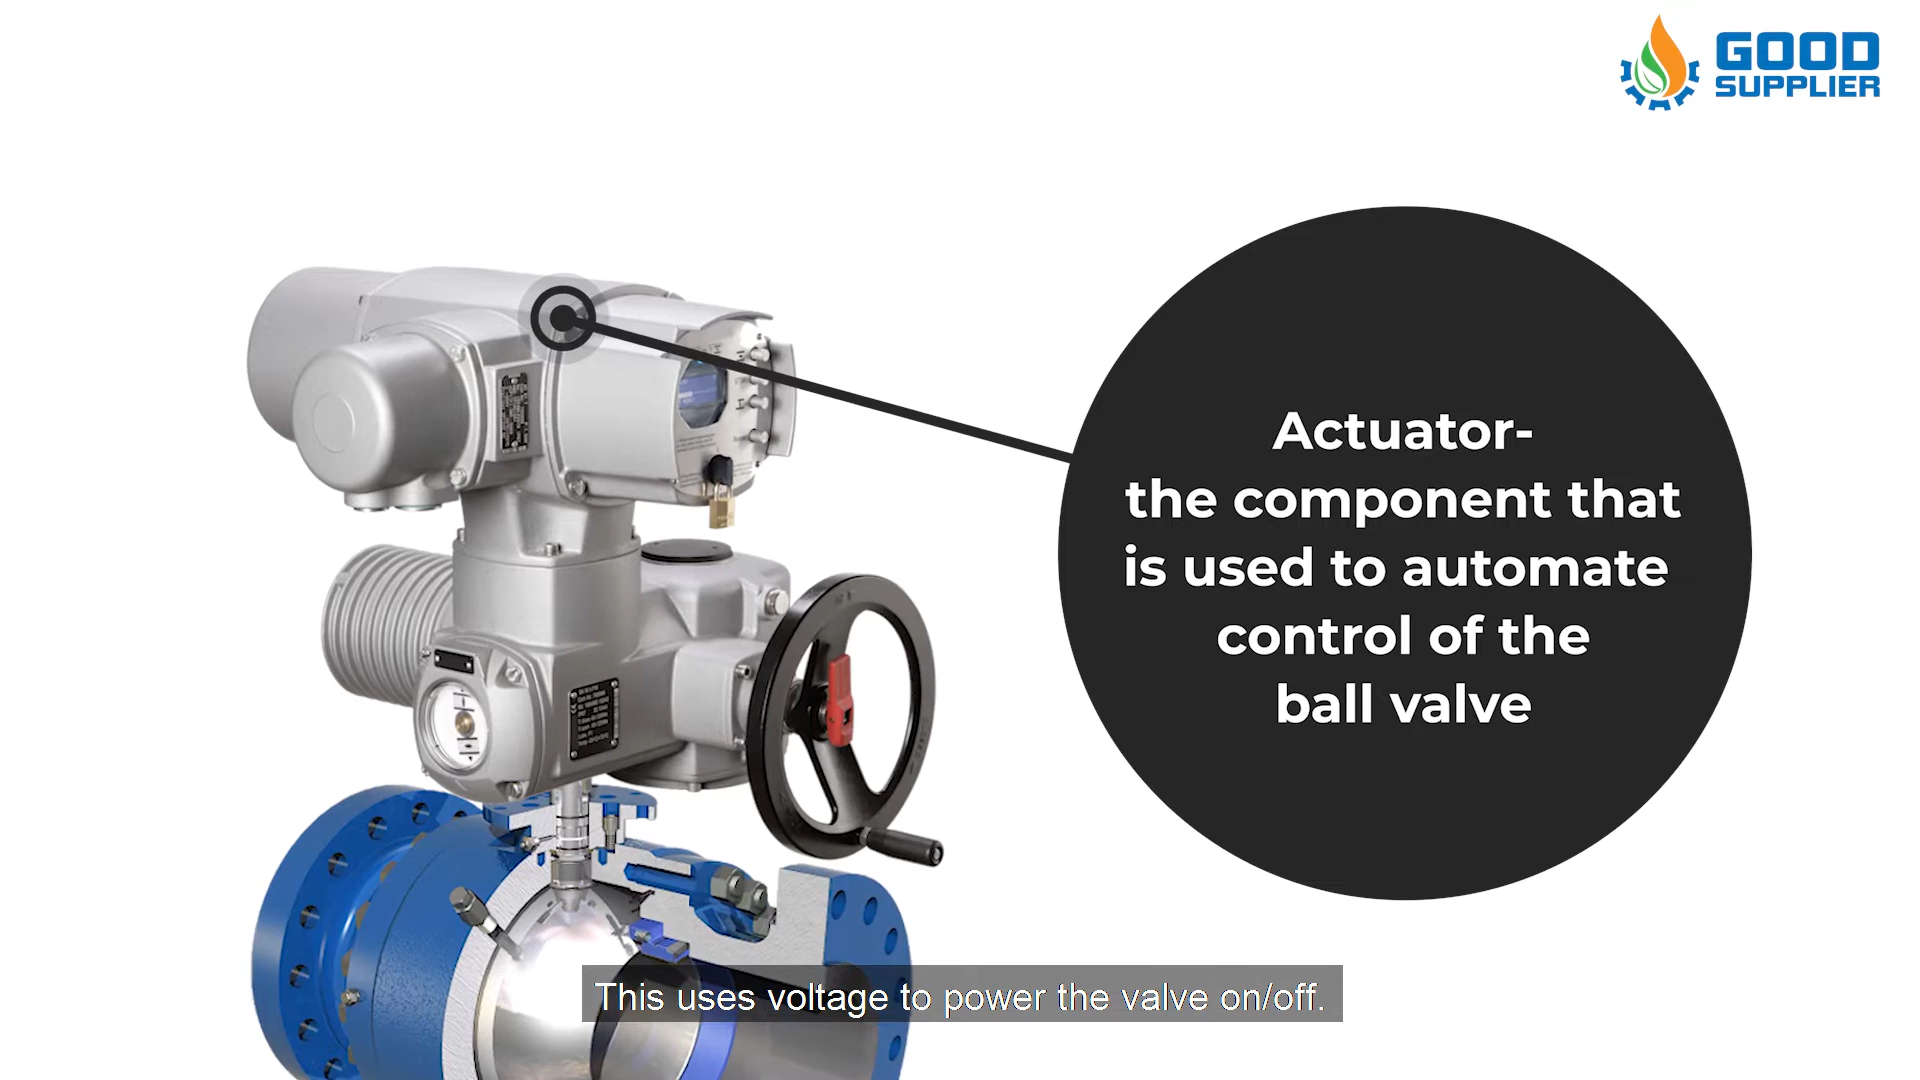 GOOD
SUPPLIER
Actuator-
the component that
is used to automate
control of the
ball valve
This uses voltage to power the valve on/off.